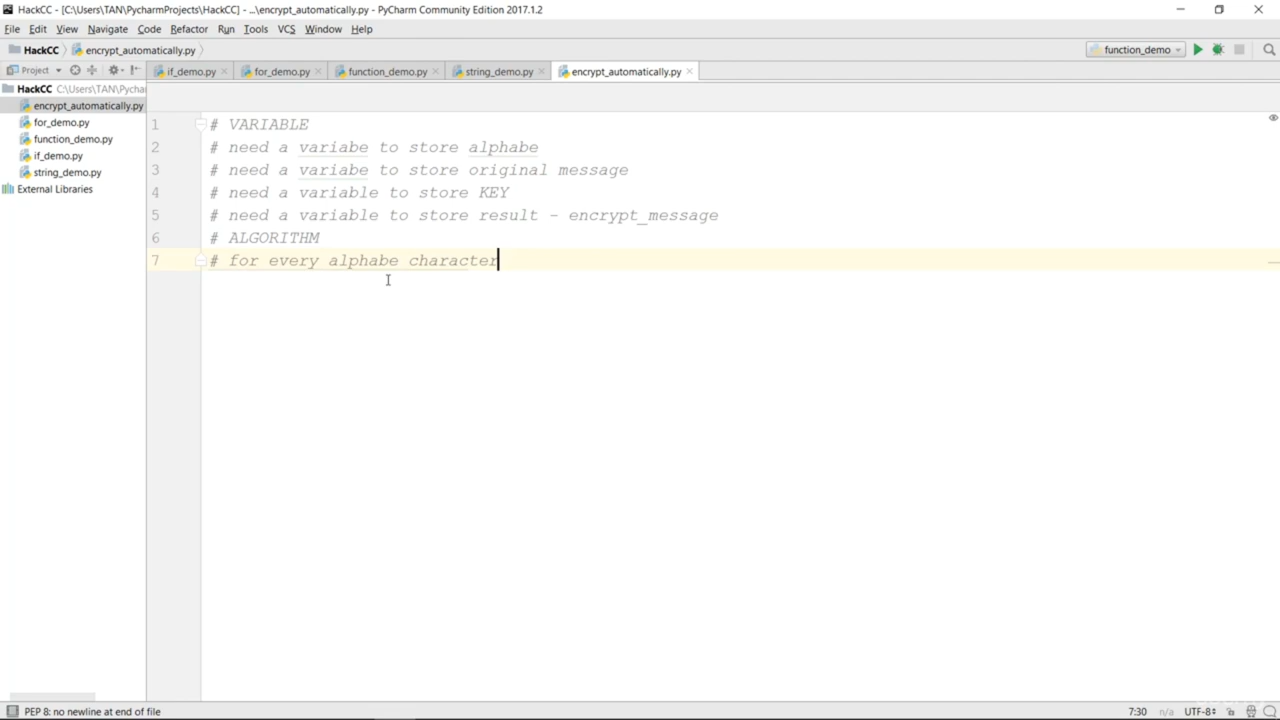 HackCC - [C:\Users\TAN\PycharmProjects\HackCC] - ...\encrypt_automatically.py - PyCharm Community Edition 2017.1.2
File Edit View Navigate Code Refactor Run Tools VCS Window Help
HackCC encrypt_automatically.py function_demo
Project if_demo.py for_demo.py function_demo.py string_demo.py encrypt_automatically.py
HackCC C:\Users\TAN\Pychar
encrypt_automatically.py
for_demo.py
function_demo.py
if_demo.py
string_demo.py
External Libraries
1 # VARIABLE
2 # need a variabe to store alphabe
3 # need a variabe to store original message
4 # need a variable to store KEY
5 # need a variable to store result - encrypt_message
6 # ALGORITHM
7 # for every alphabe character
PEP 8: no newline at end of file 7:30 n/a UTF-8